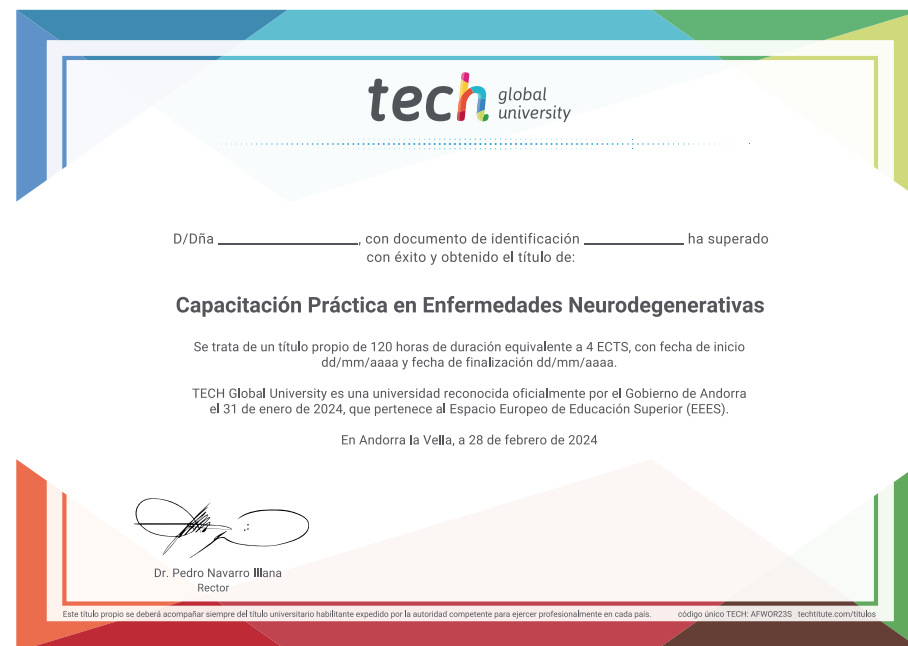 tech global university
D/Dña ____________________, con documento de identificación ______________ ha superado
con éxito y obtenido el título de:
Capacitación Práctica en Enfermedades Neurodegenerativas
Se trata de un título propio de 120 horas de duración equivalente a 4 ECTS, con fecha de inicio
dd/mm/aaaa y fecha de finalización dd/mm/aaaa.
TECH Global University es una universidad reconocida oficialmente por el Gobierno de Andorra
el 31 de enero de 2024, que pertenece al Espacio Europeo de Educación Superior (EEES).
En Andorra la Vella, a 28 de febrero de 2024
Dr. Pedro Navarro Illana
Rector
Este título propio se deberá acompañar siempre del título universitario habilitante expedido por la autoridad competente para ejercer profesionalmente en cada país. código único TECH: AFWOR23S techtitute.com/titulos